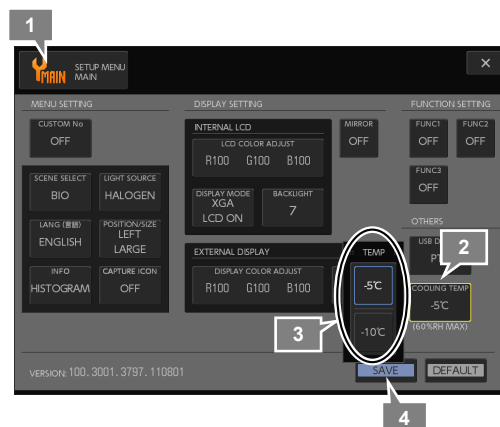 1
MAIN
SETUP MENU
MAIN
×
MENU SETTING
CUSTOM No
OFF
SCENE SELECT
BIO
LIGHT SOURCE
HALOGEN
LANG (言語)
ENGLISH
POSITION/SIZE
LEFT
LARGE
INFO
HISTOGRAM
CAPTURE ICON
OFF
DISPLAY SETTING
INTERNAL LCD
LCD COLOR ADJUST
R100 G100 B100
DISPLAY MODE
XGA
LCD ON
BACKLIGHT
7
MIRROR
OFF
EXTERNAL DISPLAY
DISPLAY COLOR ADJUST
R100 G100 B100
TEMP
-5℃
-10℃
3
FUNCTION SETTING
FUNC1
OFF
FUNC2
OFF
FUNC3
OFF
OTHERS
USB
2
COOLING TEMP
-5℃
(60%RH MAX)
VERSION: 100. 3001. 3797. 110801
SAVE
DEFAULT
4